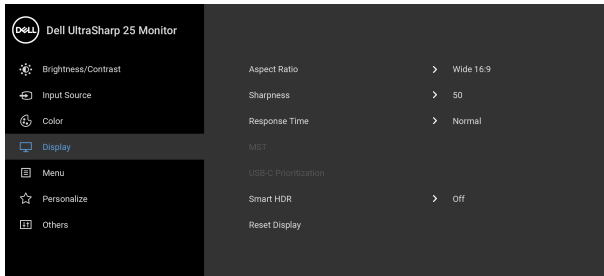 DELL
Dell UltraSharp 25 Monitor
Brightness/Contrast
Input Source
Color
Display
Menu
Personalize
Others
Aspect Ratio > Wide 16:9
Sharpness > 50
Response Time > Normal
MST
USB-C Prioritization
Smart HDR > Off
Reset Display